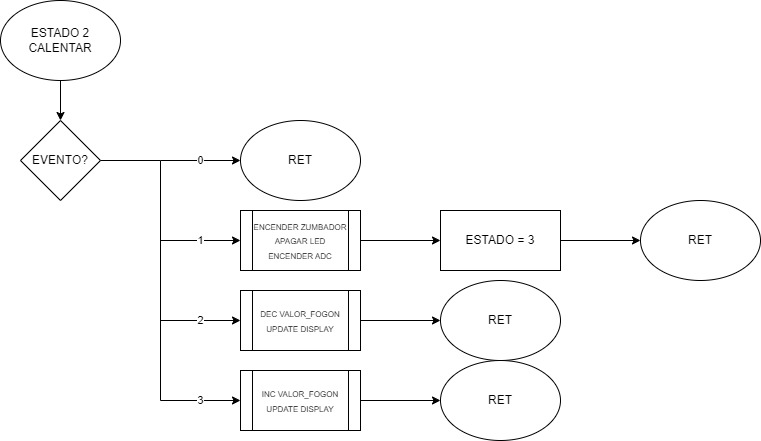 ESTADO 2
CALENTAR
EVENTO?
0
RET
1
ENCENDER ZUMBADOR
APAGAR LED
ENCENDER ADC
ESTADO = 3
RET
2
DEC VALOR_FOGON
UPDATE DISPLAY
RET
3
INC VALOR_FOGON
UPDATE DISPLAY
RET